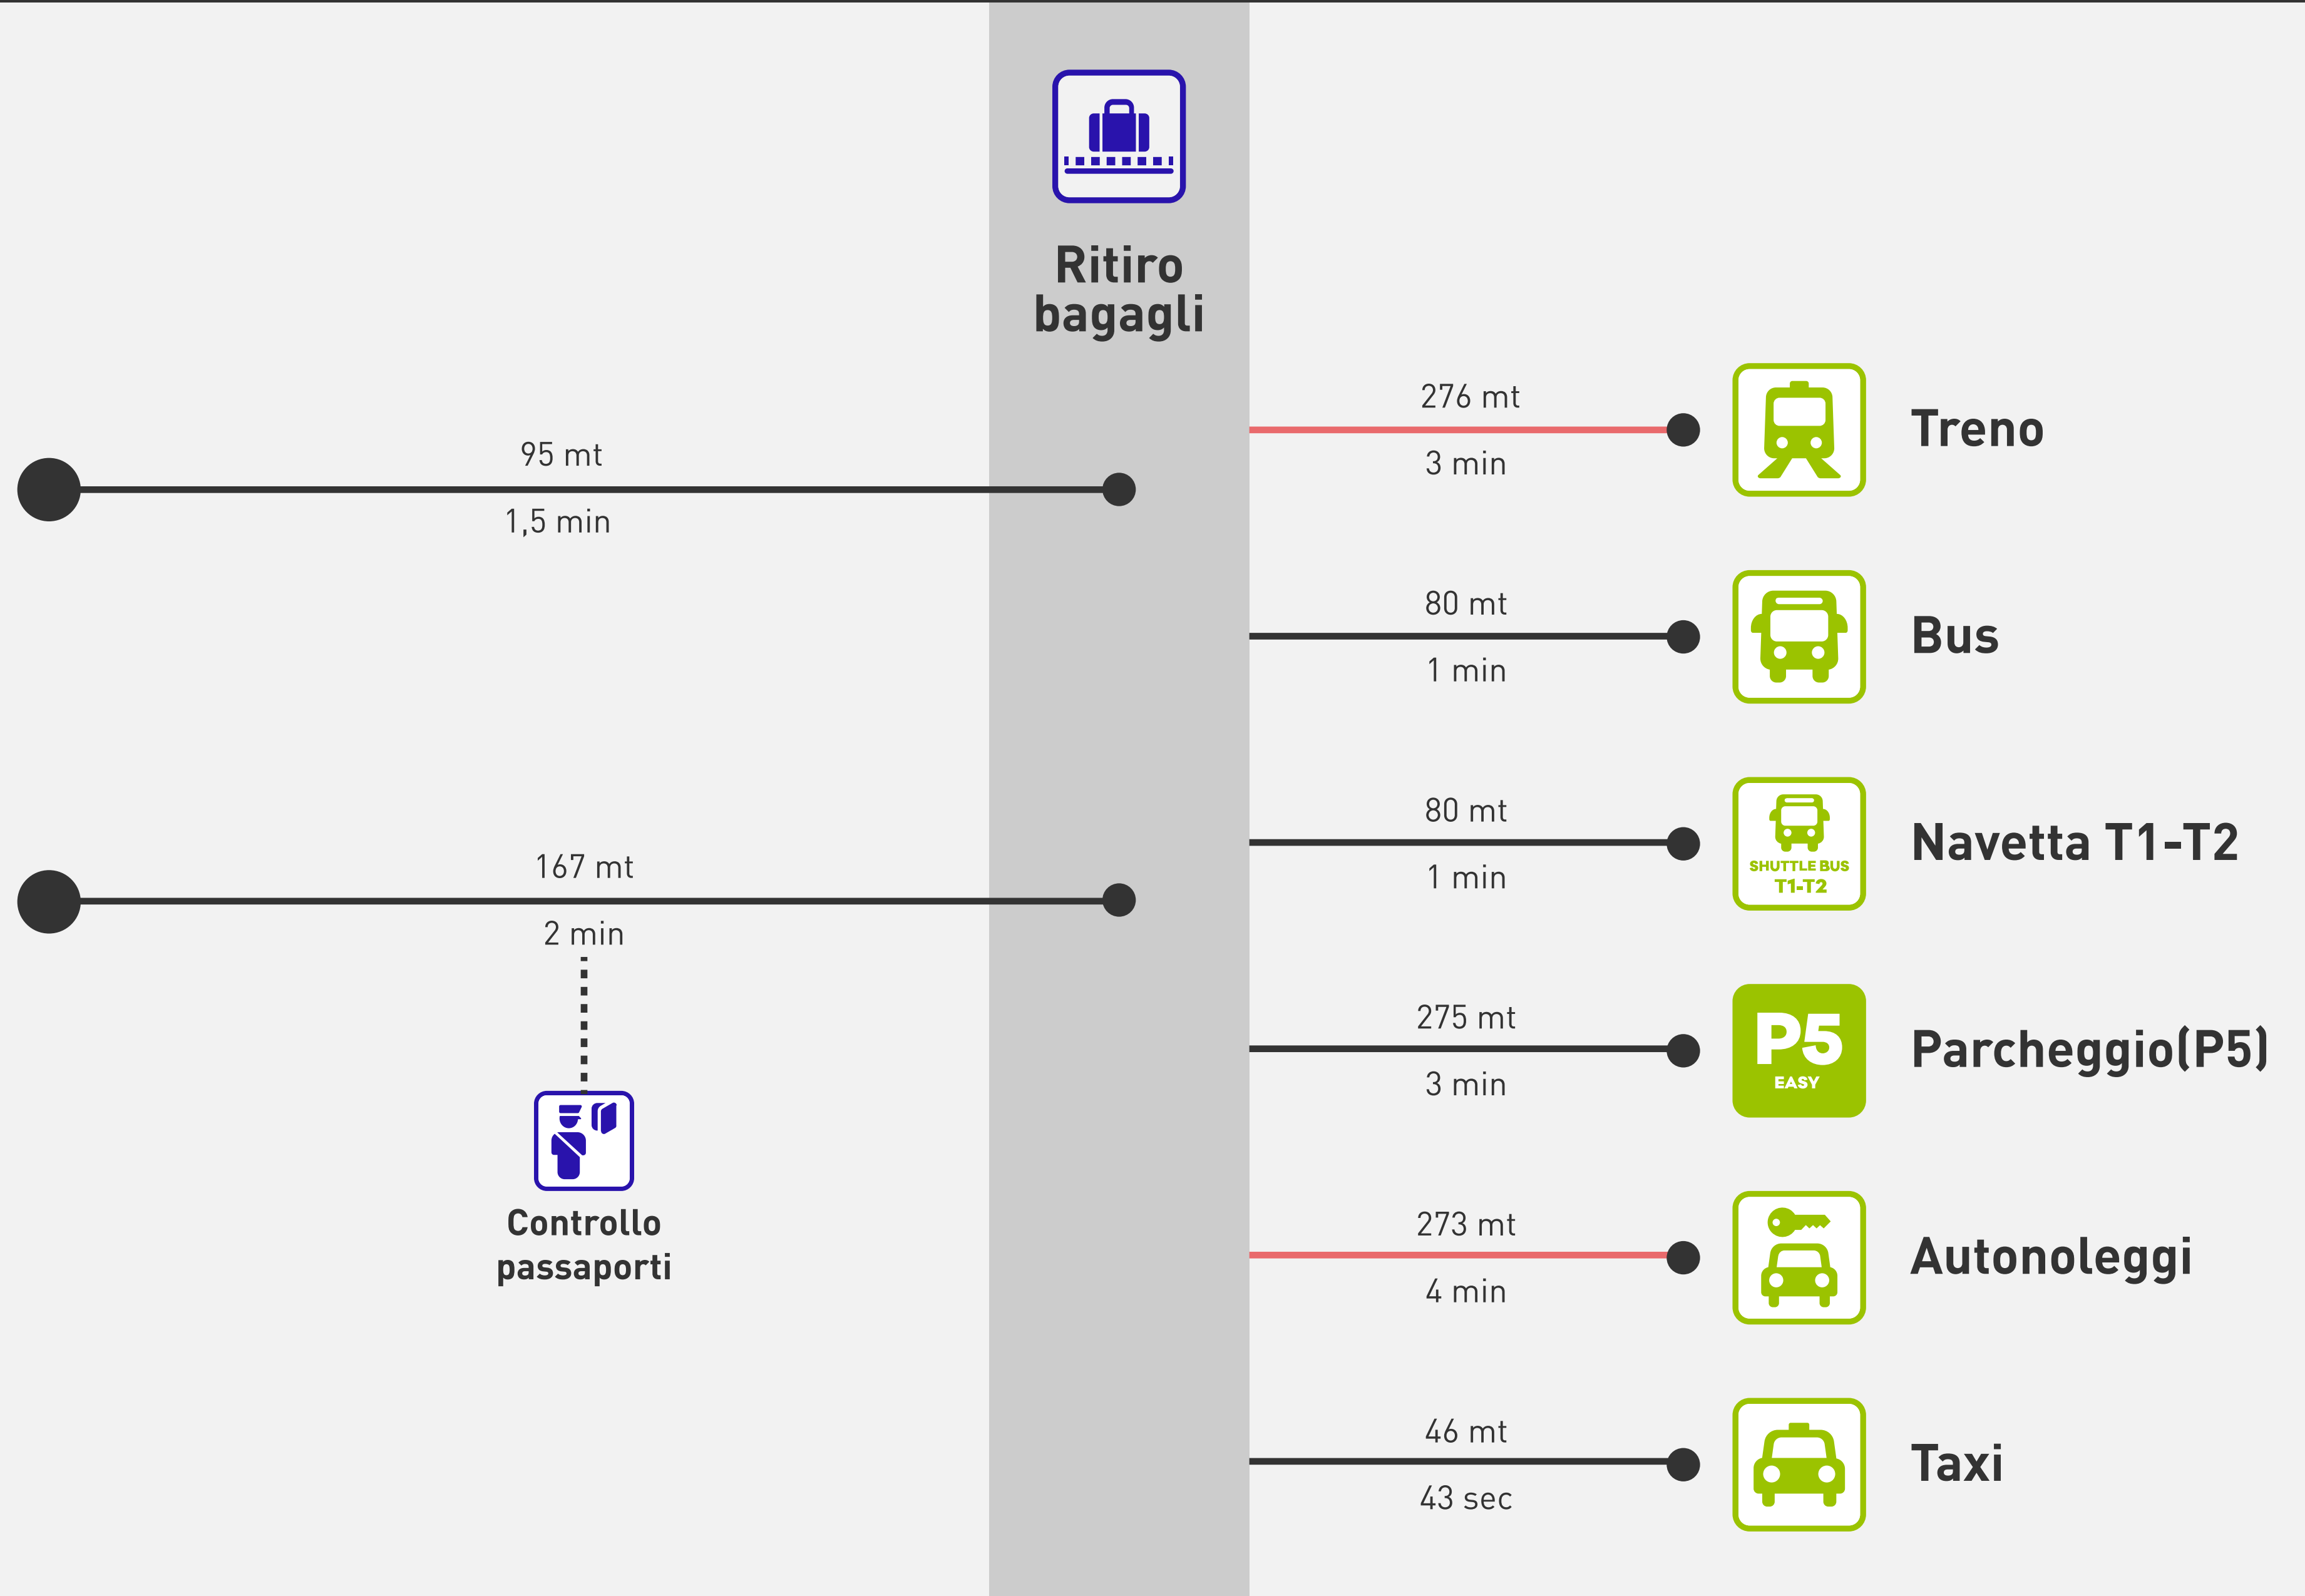 Ritiro
bagagli
95 mt
1,5 min
167 mt
2 min
Controllo
passaporti
276 mt
3 min
Treno
80 mt
1 min
Bus
80 mt
1 min
SHUTTLE BUS
T1-T2
Navetta T1-T2
275 mt
3 min
P5
EASY
Parcheggio(P5)
273 mt
4 min
Autonoleggi
46 mt
43 sec
Taxi